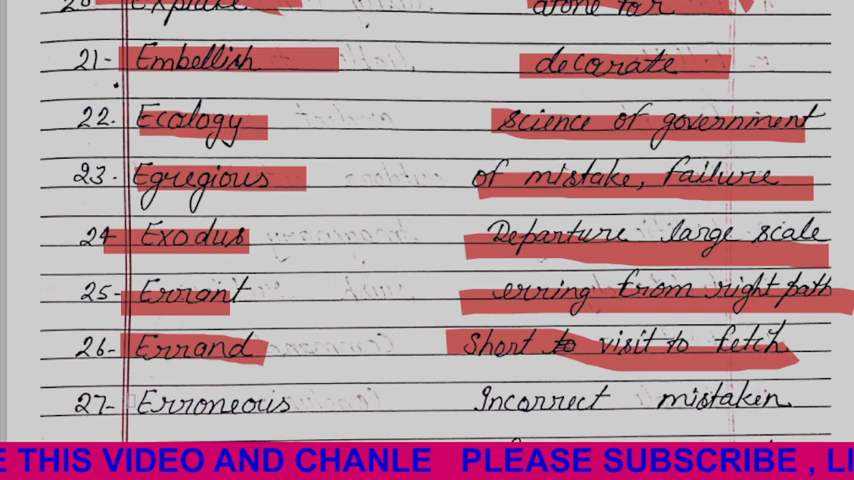 20- Expiate atone for
21- Embellish decorate
22. Ecology science of government
23- Egregious of mistake, failure
24 Exodus Departure large scale
25- Errant erring from right path
26- Errand Short to visit to fetch
27- Erroneous Incorrect mistaken
E THIS VIDEO AND CHANLE PLEASE SUBSCRIBE , LI